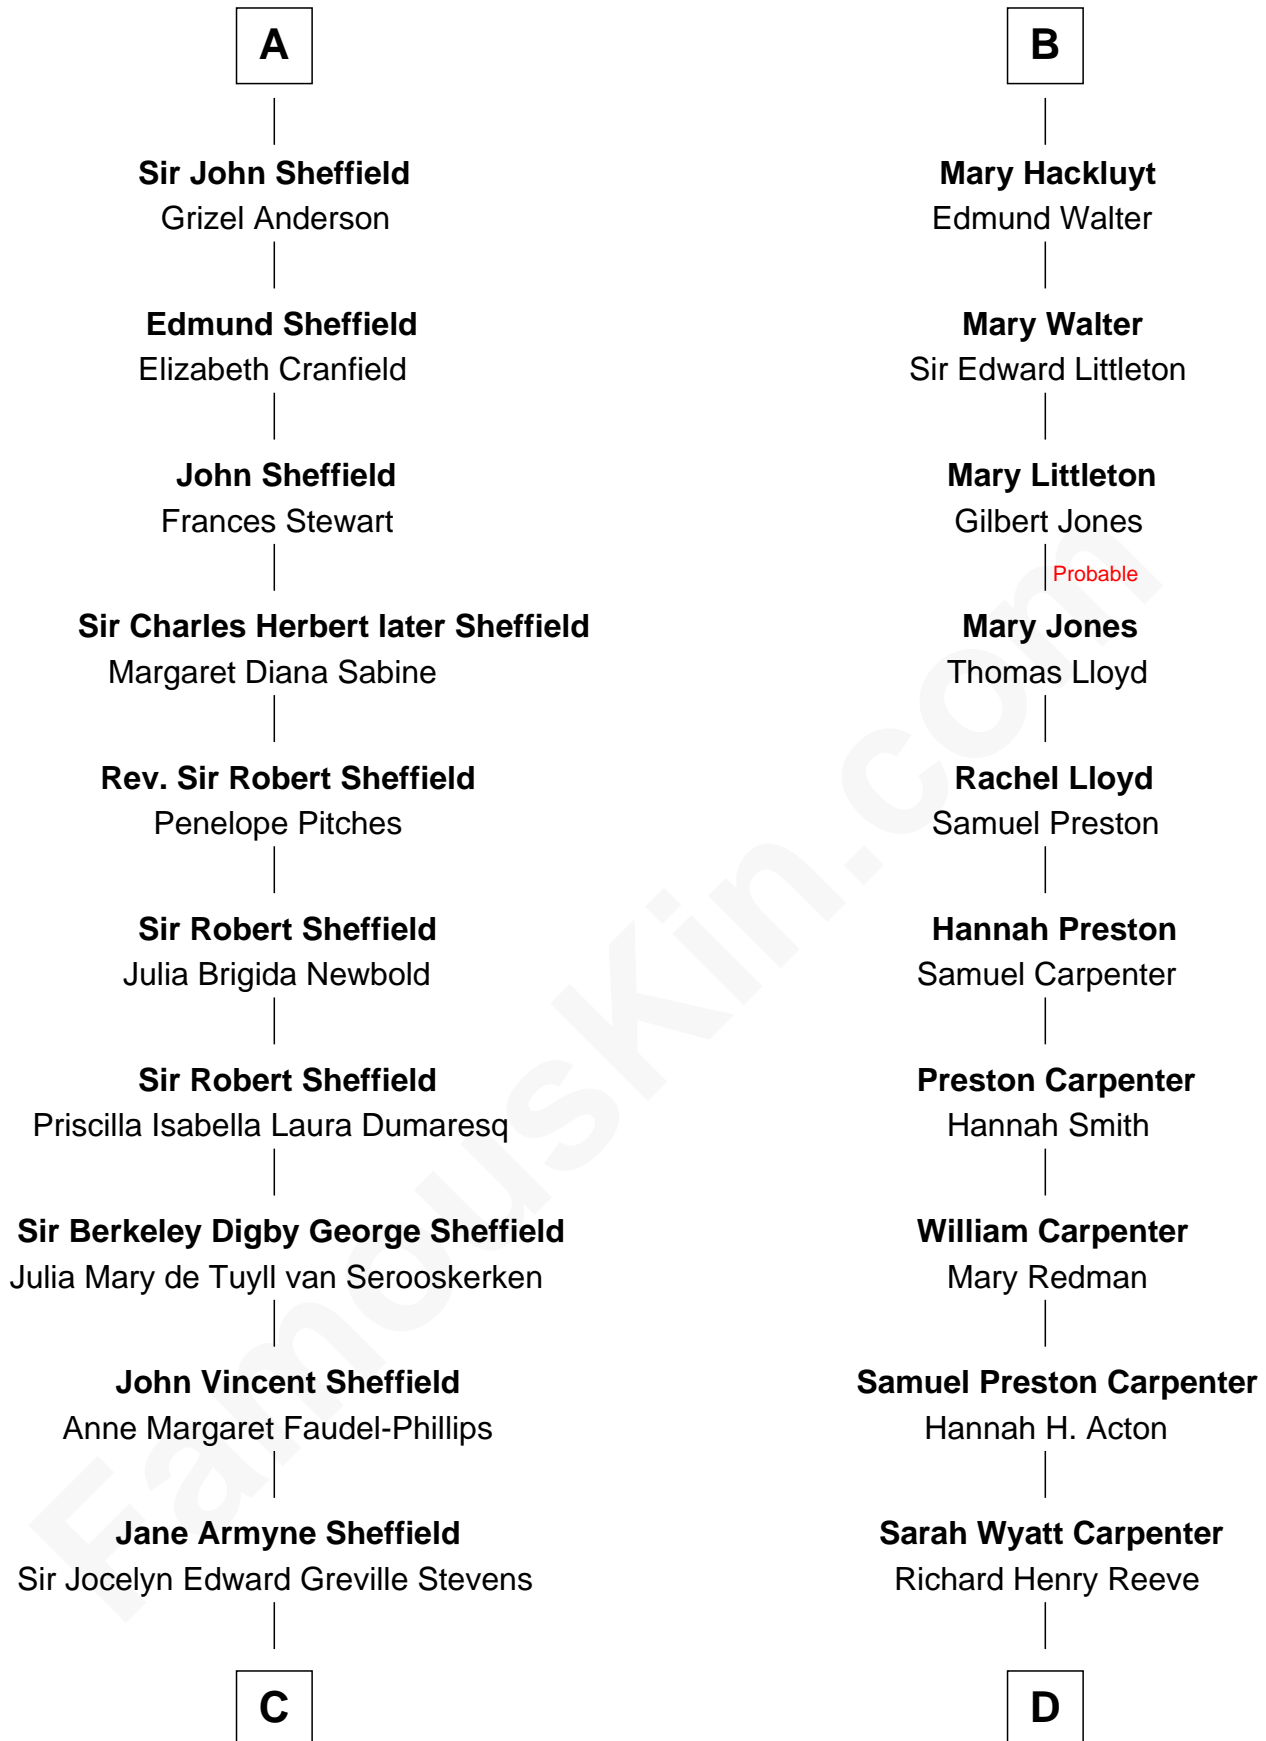 A
Sir John Sheffield
Grizel Anderson
Edmund Sheffield
Elizabeth Cranfield
John Sheffield
Frances Stewart
Sir Charles Herbert later Sheffield
Margaret Diana Sabine
Rev. Sir Robert Sheffield
Penelope Pitches
Sir Robert Sheffield
Julia Brigida Newbold
Sir Robert Sheffield
Priscilla Isabella Laura Dumaresq
Sir Berkeley Digby George Sheffield
Julia Mary de Tuyll van Serooskerken
John Vincent Sheffield
Anne Margaret Faudel-Phillips
Jane Armyne Sheffield
Sir Jocelyn Edward Greville Stevens
C
B
Mary Hackluyt
Edmund Walter
Mary Walter
Sir Edward Littleton
Mary Littleton
Gilbert Jones
Probable
Mary Jones
Thomas Lloyd
Rachel Lloyd
Samuel Preston
Hannah Preston
Samuel Carpenter
Preston Carpenter
Hannah Smith
William Carpenter
Mary Redman
Samuel Preston Carpenter
Hannah H. Acton
Sarah Wyatt Carpenter
Richard Henry Reeve
D
FamousKin.com